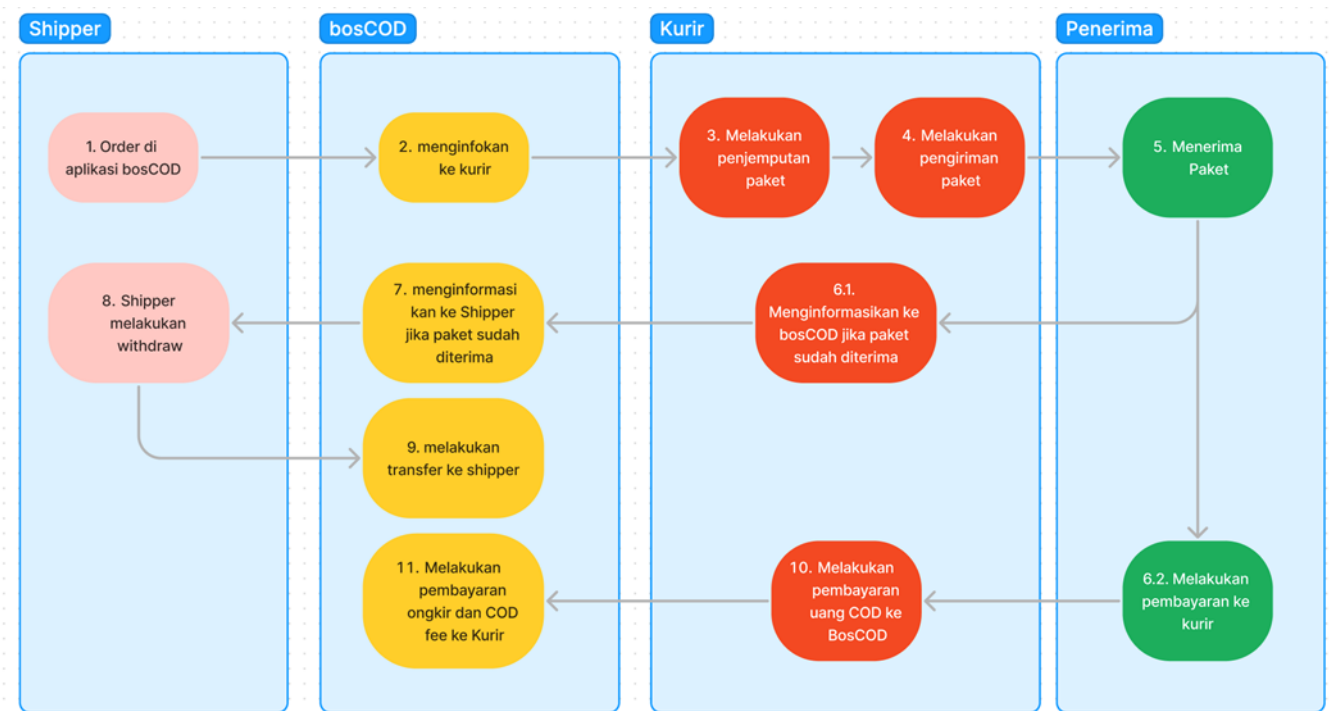 Shipper
bosCOD
Kurir
Penerima
1. Order di
aplikasi bosCOD
2. menginfokan
ke kurir
3. Melakukan
penjemputan
paket
4. Melakukan
pengiriman
paket
5. Menerima
Paket
8. Shipper
melakukan
withdraw
7. menginformasi
kan ke Shipper
jika paket sudah
diterima
6.1.
Menginformasikan ke
bosCOD jika paket
sudah diterima
9. melakukan
transfer ke shipper
11. Melakukan
pembayaran
ongkir dan COD
fee ke Kurir
10. Melakukan
pembayaran
uang COD ke
BosCOD
6.2. Melakukan
pembayaran ke
kurir